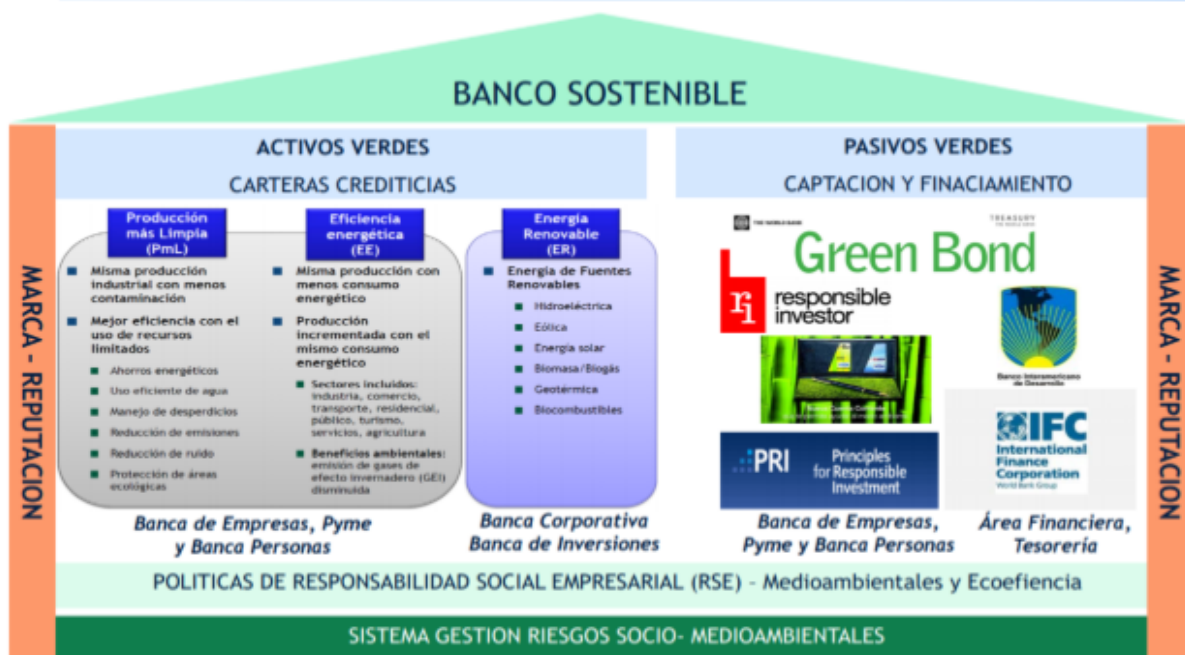 BANCO SOSTENIBLE
ACTIVOS VERDES
CARTERAS CREDITICIAS
Producción
más Limpia
(PmL)
Misma producción
industrial con menos
contaminación
Mejor eficiencia con el
uso de recursos
limitados
Ahorros energéticos
Uso eficiente de agua
Manejo de desperdicios
Reducción de emisiones
Reducción de ruido
Protección de áreas
ecológicas
Eficiencia
energética
(EE)
Misma producción con
menos consumo
energético
Producción
incrementada con el
mismo consumo
energético
Sectores incluidos:
industria, comercio,
transporte, residencial,
público, turismo,
servicios, agricultura
Beneficios ambientales:
emisión de gases de
efecto invernadero (GEI)
disminuida
Banca de Empresas, Pyme
y Banca Personas
Energía
Renovable
(ER)
Energía de Fuentes
Renovables
Hidroeléctrica
Eólica
Energía solar
Biomasa/Biogás
Geotérmica
Biocombustibles
Banca Corporativa
Banca de Inversiones
PASIVOS VERDES
CAPTACION Y FINACIAMIENTO
THE WORLD BANK
TREASURY
Green Bond
ri responsible
investor
Banco Interamericano
de Desarrollo
PRI Principles
for Responsible
Investment
IFC
International
Finance
Corporation
World Bank Group
Banca de Empresas,
Pyme y Banca Personas
Área Financiera,
Tesorería
MARCA - REPUTACION
MARCA - REPUTACION
POLITICAS DE RESPONSABILIDAD SOCIAL EMPRESARIAL (RSE) - Medioambientales y Ecoefiencia
SISTEMA GESTION RIESGOS SOCIO- MEDIOAMBIENTALES